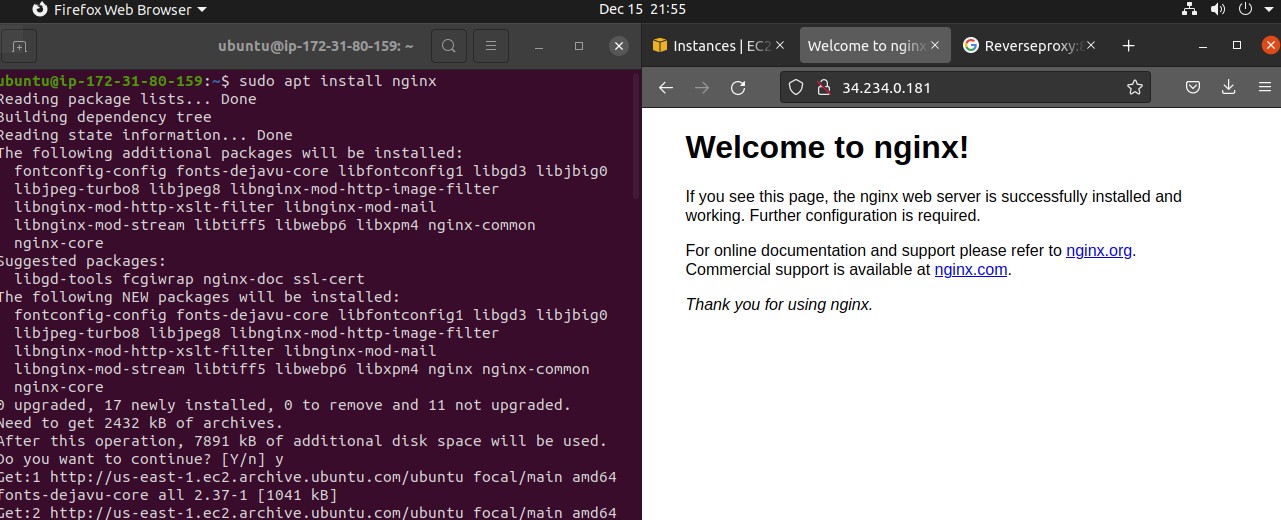 Firefox Web Browser
Dec 15 21:55
ubuntu@ip-172-31-80-159: ~
ubuntu@ip-172-31-80-159:~$ sudo apt install nginx
Reading package lists... Done
Building dependency tree
Reading state information... Done
The following additional packages will be installed:
fontconfig-config fonts-dejavu-core libfontconfig1 libgd3 libjbig0
libjpeg-turbo8 libjpeg8 libnginx-mod-http-image-filter
libnginx-mod-http-xslt-filter libnginx-mod-mail
libnginx-mod-stream libtiff5 libwebp6 libxpm4 nginx-common
nginx-core
Suggested packages:
libgd-tools fcgiwrap nginx-doc ssl-cert
The following NEW packages will be installed:
fontconfig-config fonts-dejavu-core libfontconfig1 libgd3 libjbig0
libjpeg-turbo8 libjpeg8 libnginx-mod-http-image-filter
libnginx-mod-http-xslt-filter libnginx-mod-mail
libnginx-mod-stream libtiff5 libwebp6 libxpm4 nginx nginx-common
nginx-core
0 upgraded, 17 newly installed, 0 to remove and 11 not upgraded.
Need to get 2432 kB of archives.
After this operation, 7891 kB of additional disk space will be used.
Do you want to continue? [Y/n] y
Get:1 http://us-east-1.ec2.archive.ubuntu.com/ubuntu focal/main amd64
fonts-dejavu-core all 2.37-1 [1041 kB]
Get:2 http://us-east-1.ec2.archive.ubuntu.com/ubuntu focal/main amd64
Instances | EC2
Welcome to nginx
Reverseproxy:
34.234.0.181
Welcome to nginx!
If you see this page, the nginx web server is successfully installed and
working. Further configuration is required.
For online documentation and support please refer to nginx.org.
Commercial support is available at nginx.com.
Thank you for using nginx.